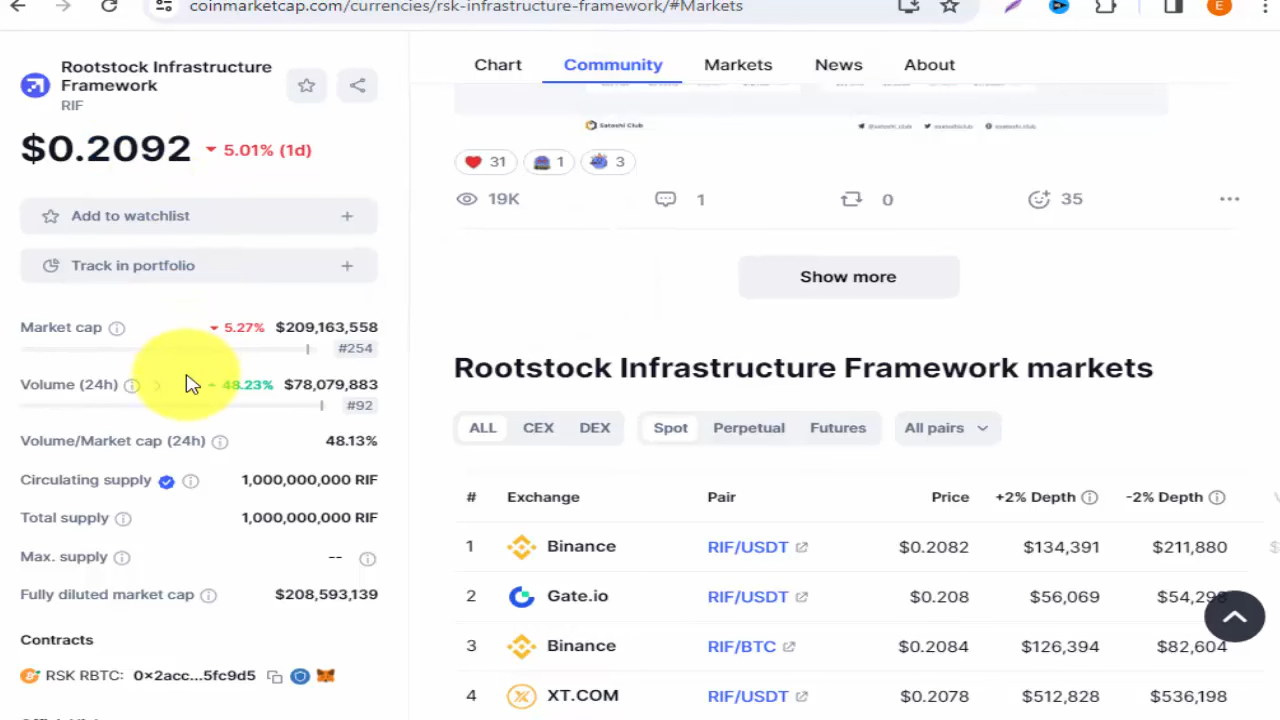 coinmarketcap.com/currencies/rsk-infrastructure-framework/#Markets
E
Rootstock Infrastructure
Framework
RIF
$0.2092 5.01% (1d)
Add to watchlist +
Track in portfolio +
Market cap 5.27% $209,163,558
#254
Volume (24h) 48.23% $78,079,883
#92
Volume/Market cap (24h) 48.13%
Circulating supply 1,000,000,000 RIF
Total supply 1,000,000,000 RIF
Max. supply --
Fully diluted market cap $208,593,139
Contracts
RSK RBTC: 0x2acc...5fc9d5
Chart Community Markets News About
Satoshi Club
31 1 3
19K 1 0 35
Show more
Rootstock Infrastructure Framework markets
ALL CEX DEX Spot Perpetual Futures All pairs
# Exchange Pair Price +2% Depth -2% Depth
1 Binance RIF/USDT $0.2082 $134,391 $211,880
2 Gate.io RIF/USDT $0.208 $56,069
3 Binance RIF/BTC $0.2084 $126,394 $82,604
4 XT.COM RIF/USDT $0.2078 $512,828 $536,198